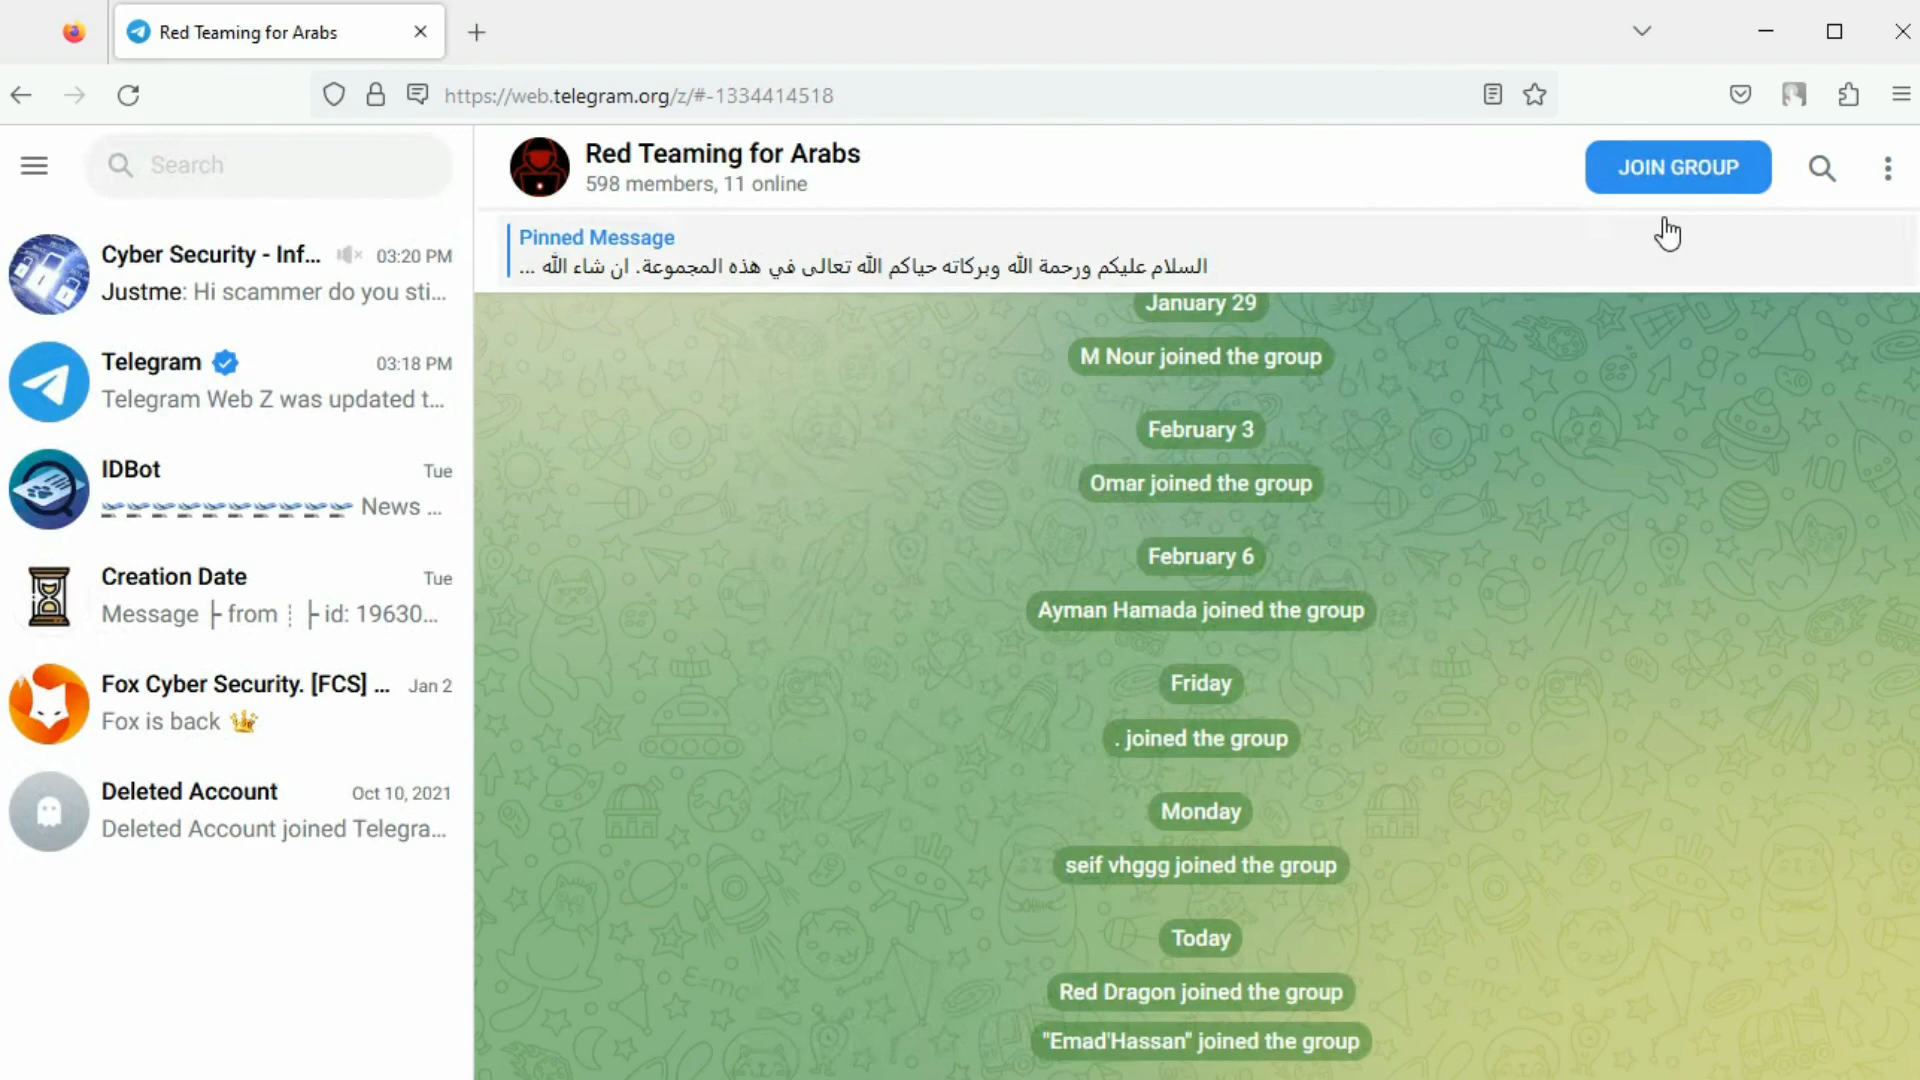 Red Teaming for Arabs
https://web.telegram.org/z/#-1334414518
Search
Cyber Security - Inf... 03:20 PM
Justme: Hi scammer do you sti...
Telegram 03:18 PM
Telegram Web Z was updated t...
IDBot Tue
News ...
Creation Date Tue
Message ├ from ┊ ├ id: 19630...
Fox Cyber Security. [FCS] ... Jan 2
Fox is back
Deleted Account Oct 10, 2021
Deleted Account joined Telegra...
Red Teaming for Arabs
598 members, 11 online
JOIN GROUP
Pinned Message
السلام عليكم ورحمة الله وبركاته حياكم الله تعالى في هذه المجموعة. ان شاء الله ...
January 29
M Nour joined the group
February 3
Omar joined the group
February 6
Ayman Hamada joined the group
Friday
. joined the group
Monday
seif vhggg joined the group
Today
Red Dragon joined the group
"Emad'Hassan" joined the group